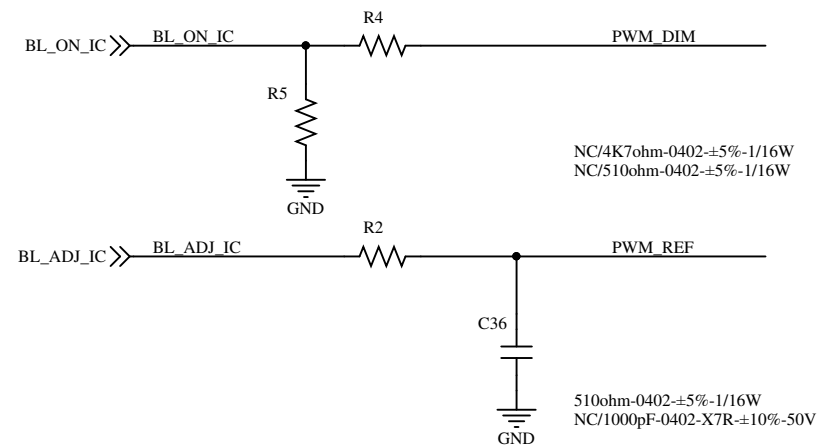 R4
BL_ON_IC BL_ON_IC PWM_DIM
R5
NC/4K7ohm-0402-±5%-1/16W
NC/510ohm-0402-±5%-1/16W
GND
R2
BL_ADJ_IC BL_ADJ_IC PWM_REF
C36
510ohm-0402-±5%-1/16W
NC/1000pF-0402-X7R-±10%-50V
GND